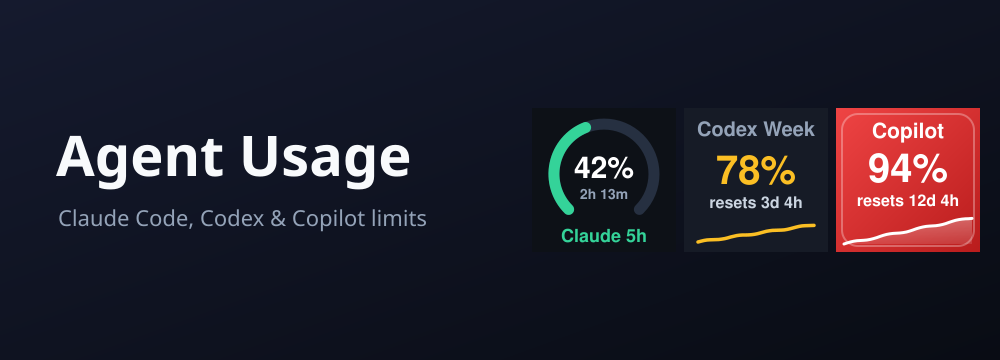 Agent Usage
Claude Code, Codex & Copilot limits
42%
2h 13m
Claude 5h
Codex Week
78%
resets 3d 4h
Copilot
94%
resets 12d 4h